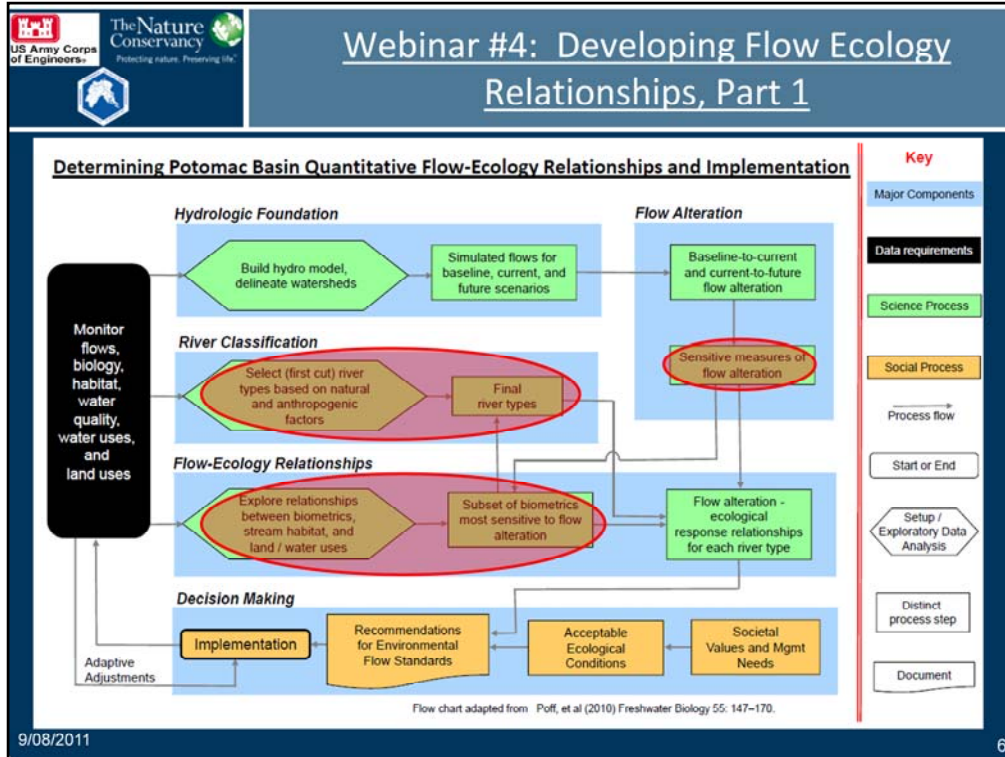 US Army Corps
of Engineers®
The Nature
Conservancy
Protecting nature. Preserving life.™
Webinar #4: Developing Flow Ecology
Relationships, Part 1
Determining Potomac Basin Quantitative Flow-Ecology Relationships and Implementation
Hydrologic Foundation
Build hydro model,
delineate watersheds
Simulated flows for
baseline, current, and
future scenarios
Flow Alteration
Baseline-to-current
and current-to-future
flow alteration
Sensitive measures of
flow alteration
Monitor
flows,
biology,
habitat,
water
quality,
water uses,
and
land uses
River Classification
Select (first cut) river
types based on natural
and anthropogenic
factors
Final
river types
Flow-Ecology Relationships
Explore relationships
between biometrics,
stream habitat, and
land / water uses
Subset of biometrics
most sensitive to flow
alteration
Flow alteration -
ecological
response relationships
for each river type
Decision Making
Implementation
Recommendations
for Environmental
Flow Standards
Acceptable
Ecological
Conditions
Societal
Values and Mgmt
Needs
Adaptive
Adjustments
Flow chart adapted from Poff, et al (2010) Freshwater Biology 55: 147–170.
Key
Major Components
Data requirements
Science Process
Social Process
Process flow
Start or End
Setup /
Exploratory Data
Analysis
Distinct
process step
Document
9/08/2011
6